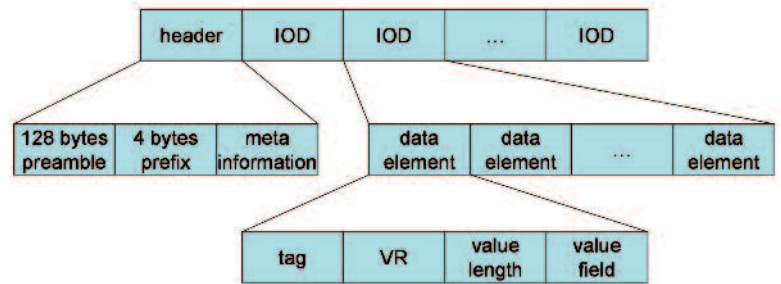 header IOD IOD ... IOD
128 bytes 4 bytes meta data data data
preamble prefix information element element ... element
tag VR value value
length field